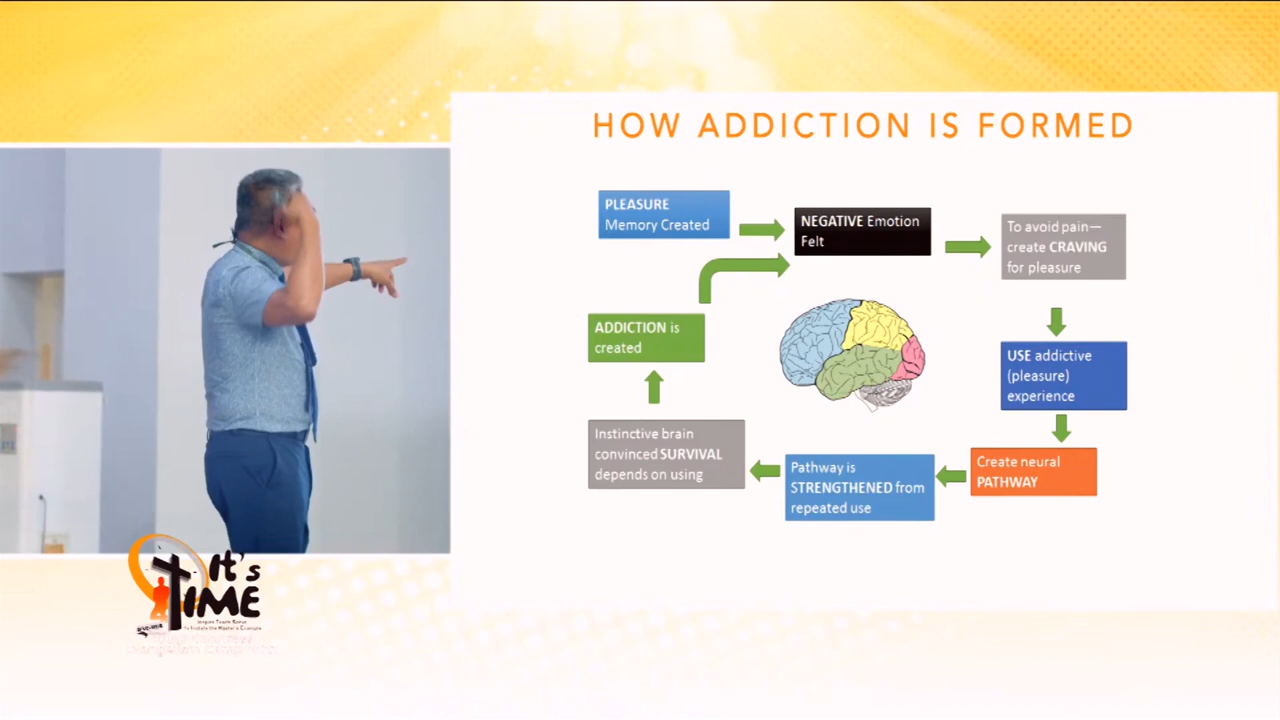 HOW ADDICTION IS FORMED
PLEASURE
Memory Created
NEGATIVE Emotion
Felt
To avoid pain—
create CRAVING
for pleasure
USE addictive
(pleasure)
experience
Create neural
PATHWAY
Pathway is
STRENGTHENED from
repeated use
Instinctive brain
convinced SURVIVAL
depends on using
ADDICTION is
created
It's
TIME